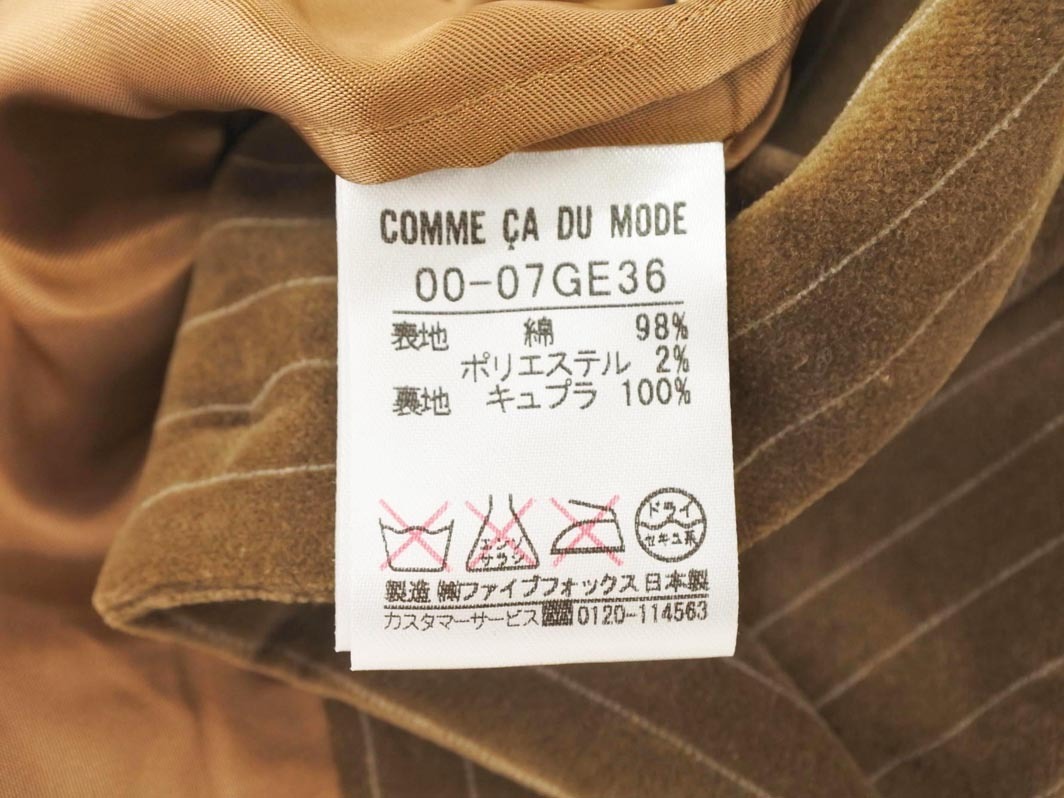 COMME ÇA DU MODE
00-07GE36
表地 綿 98%
ポリエステル 2%
裏地 キュプラ 100%
エンソ
サラシ
ドライ
セキユ系
製造 ㈱ファイブフォックス 日本製
カスタマーサービス 0120-114563